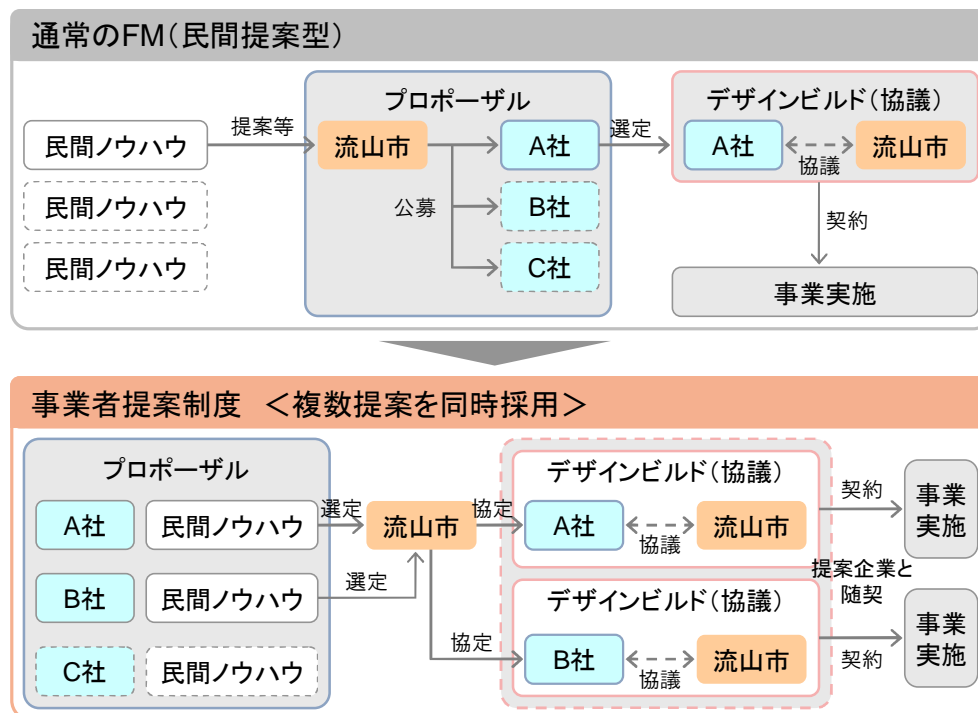 通常のFM(民間提案型)
プロポーザル
デザインビルド(協議)
民間ノウハウ
提案等
流山市
A社
選定
A社
協議
流山市
民間ノウハウ
公募
B社
契約
民間ノウハウ
C社
事業実施
事業者提案制度 <複数提案を同時採用>
プロポーザル
デザインビルド(協議)
A社
民間ノウハウ
選定
流山市
協定
A社
協議
流山市
契約
事業
実施
B社
民間ノウハウ
選定
提案企業と
随契
デザインビルド(協議)
協定
B社
協議
流山市
契約
事業
実施
C社
民間ノウハウ